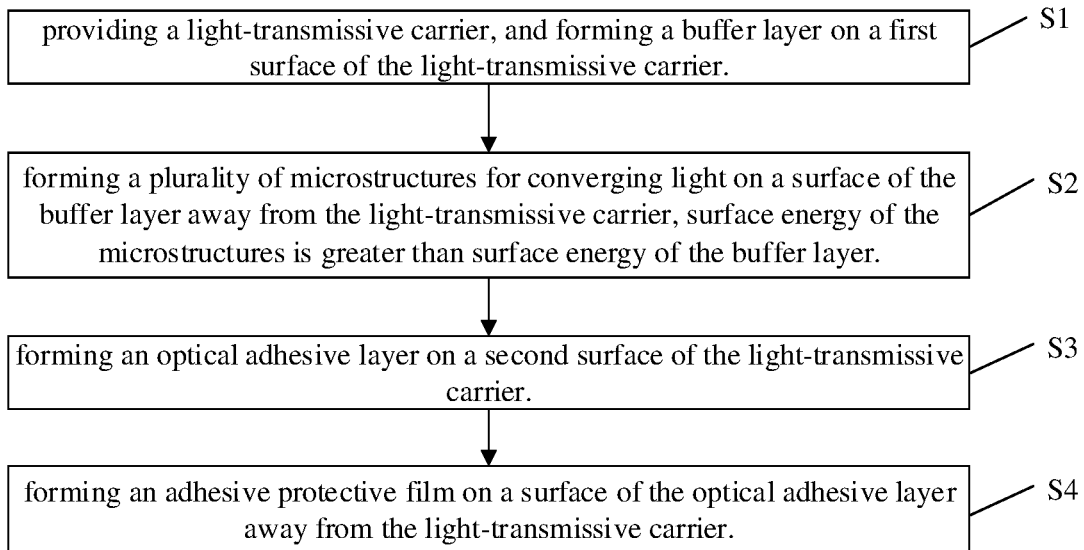 providing a light-transmissive carrier, and forming a buffer layer on a first
surface of the light-transmissive carrier.
S1
forming a plurality of microstructures for converging light on a surface of the
buffer layer away from the light-transmissive carrier, surface energy of the
microstructures is greater than surface energy of the buffer layer.
S2
forming an optical adhesive layer on a second surface of the light-transmissive
carrier.
S3
forming an adhesive protective film on a surface of the optical adhesive layer
away from the light-transmissive carrier.
S4